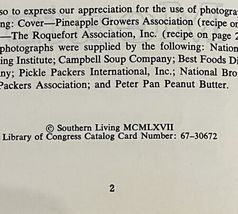 so to express our appreciation for the use of photogra
ng: Cover—Pineapple Growers Association (recipe on
—The Roquefort Association, Inc. (recipe on page 2
photographs were supplied by the following: Nation
ing Institute; Campbell Soup Company; Best Foods Di
ny; Pickle Packers International, Inc.; National Bro
Packers Association; and Peter Pan Peanut Butter.
© Southern Living MCMLXVII
Library of Congress Catalog Card Number: 67-30672
2